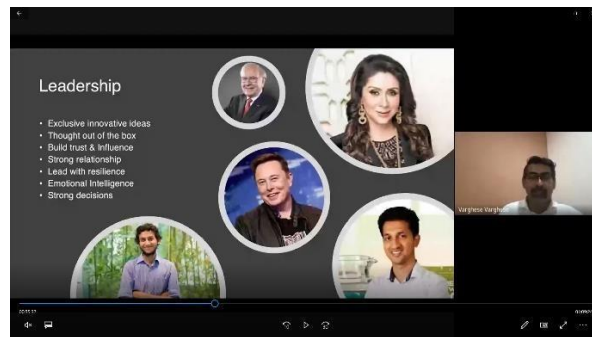 Leadership
• Exclusive innovative ideas
• Thought out of the box
• Build trust & Influence
• Strong relationship
• Lead with resilience
• Emotional Intelligence
• Strong decisions
Varghese Varghese